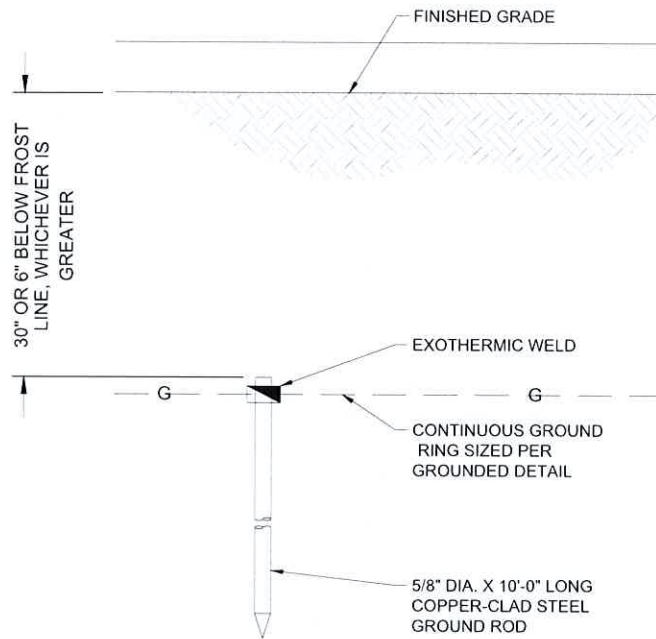 FINISHED GRADE
30" OR 6" BELOW FROST
LINE, WHICHEVER IS
GREATER
EXOTHERMIC WELD
G
G
CONTINUOUS GROUND
RING SIZED PER
GROUNDED DETAIL
5/8" DIA. X 10'-0" LONG
COPPER-CLAD STEEL
GROUND ROD